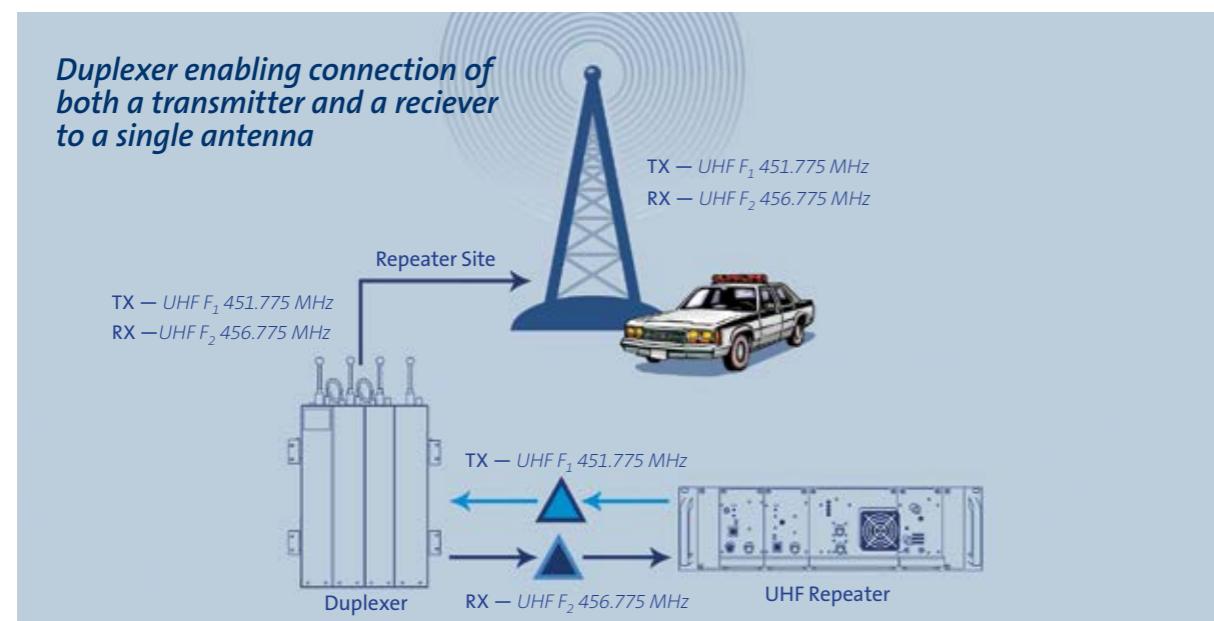 Duplexer enabling connection of
both a transmitter and a reciever
to a single antenna
TX — UHF F₁ 451.775 MHz
RX — UHF F₂ 456.775 MHz
Repeater Site
TX — UHF F₁ 451.775 MHz
RX —UHF F₂ 456.775 MHz
TX — UHF F₁ 451.775 MHz
Duplexer
RX — UHF F₂ 456.775 MHz
UHF Repeater